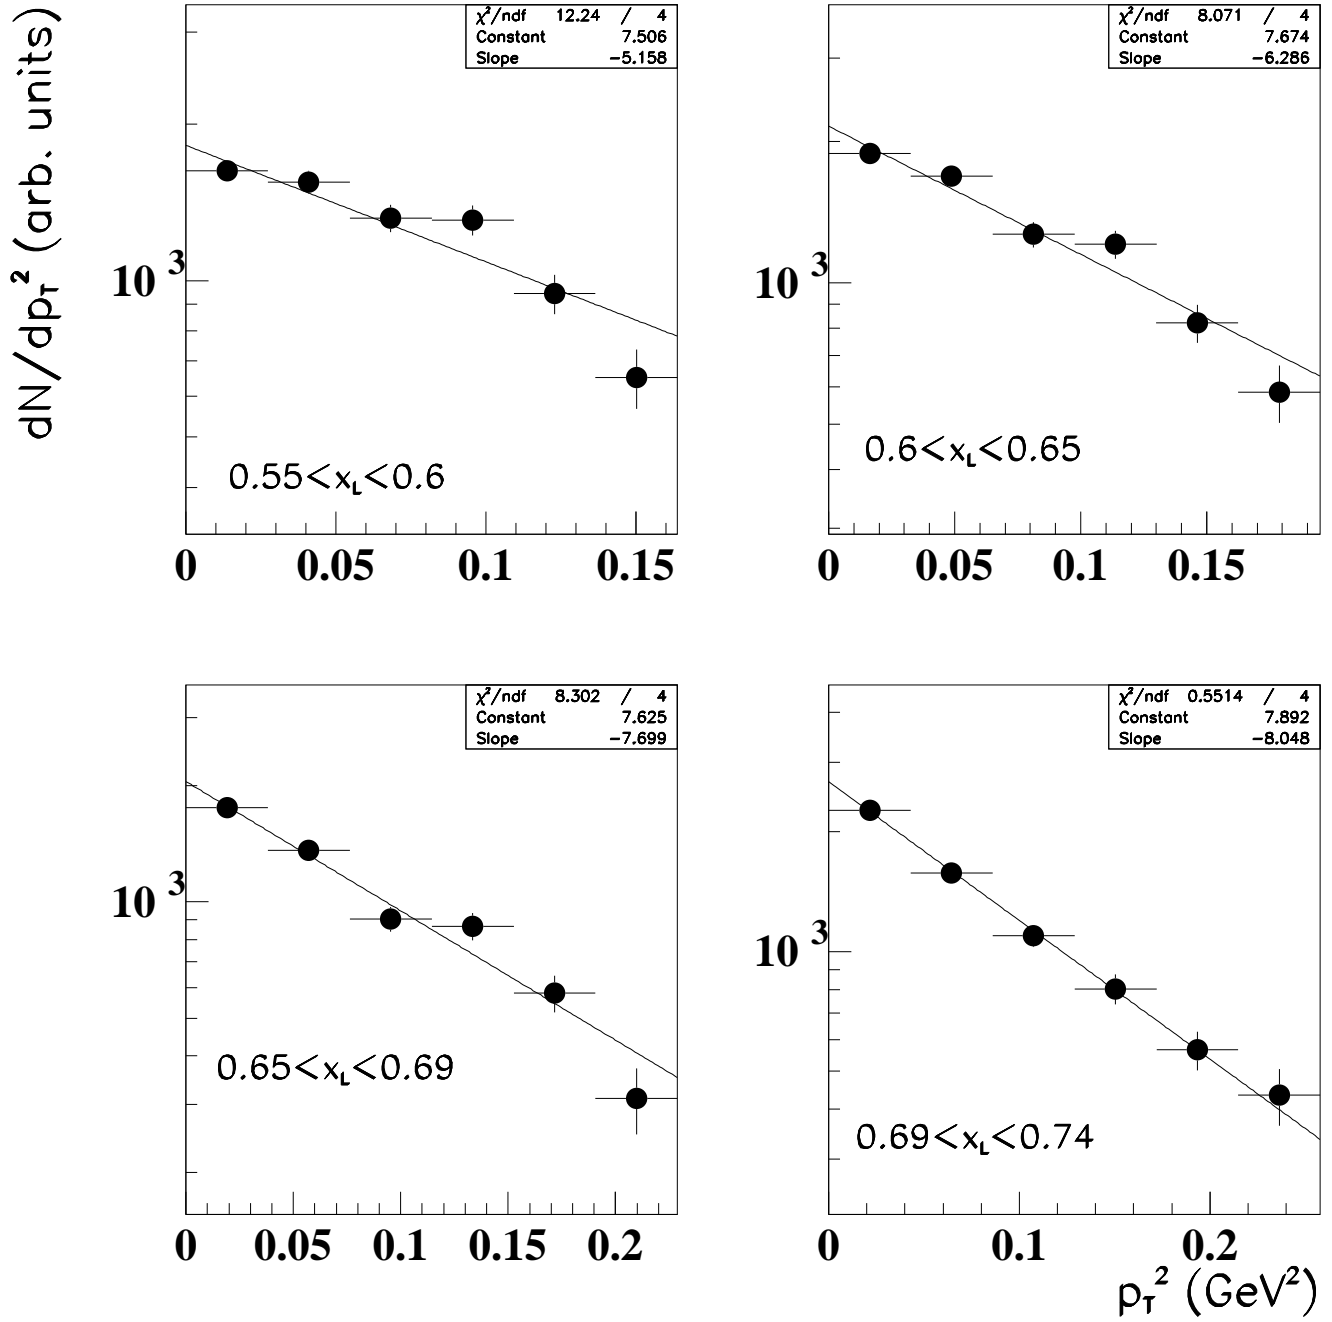 dN/dp_T^2 (arb. units)
χ²/ndf 12.24 / 4
Constant 7.506
Slope -5.158
10^3
0.55<x_L<0.6
0 0.05 0.1 0.15
χ²/ndf 8.071 / 4
Constant 7.674
Slope -6.286
10^3
0.6<x_L<0.65
0 0.05 0.1 0.15
χ²/ndf 8.302 / 4
Constant 7.625
Slope -7.699
10^3
0.65<x_L<0.69
0 0.05 0.1 0.15 0.2
χ²/ndf 0.5514 / 4
Constant 7.892
Slope -8.048
10^3
0.69<x_L<0.74
0 0.1 0.2
p_T^2 (GeV²)